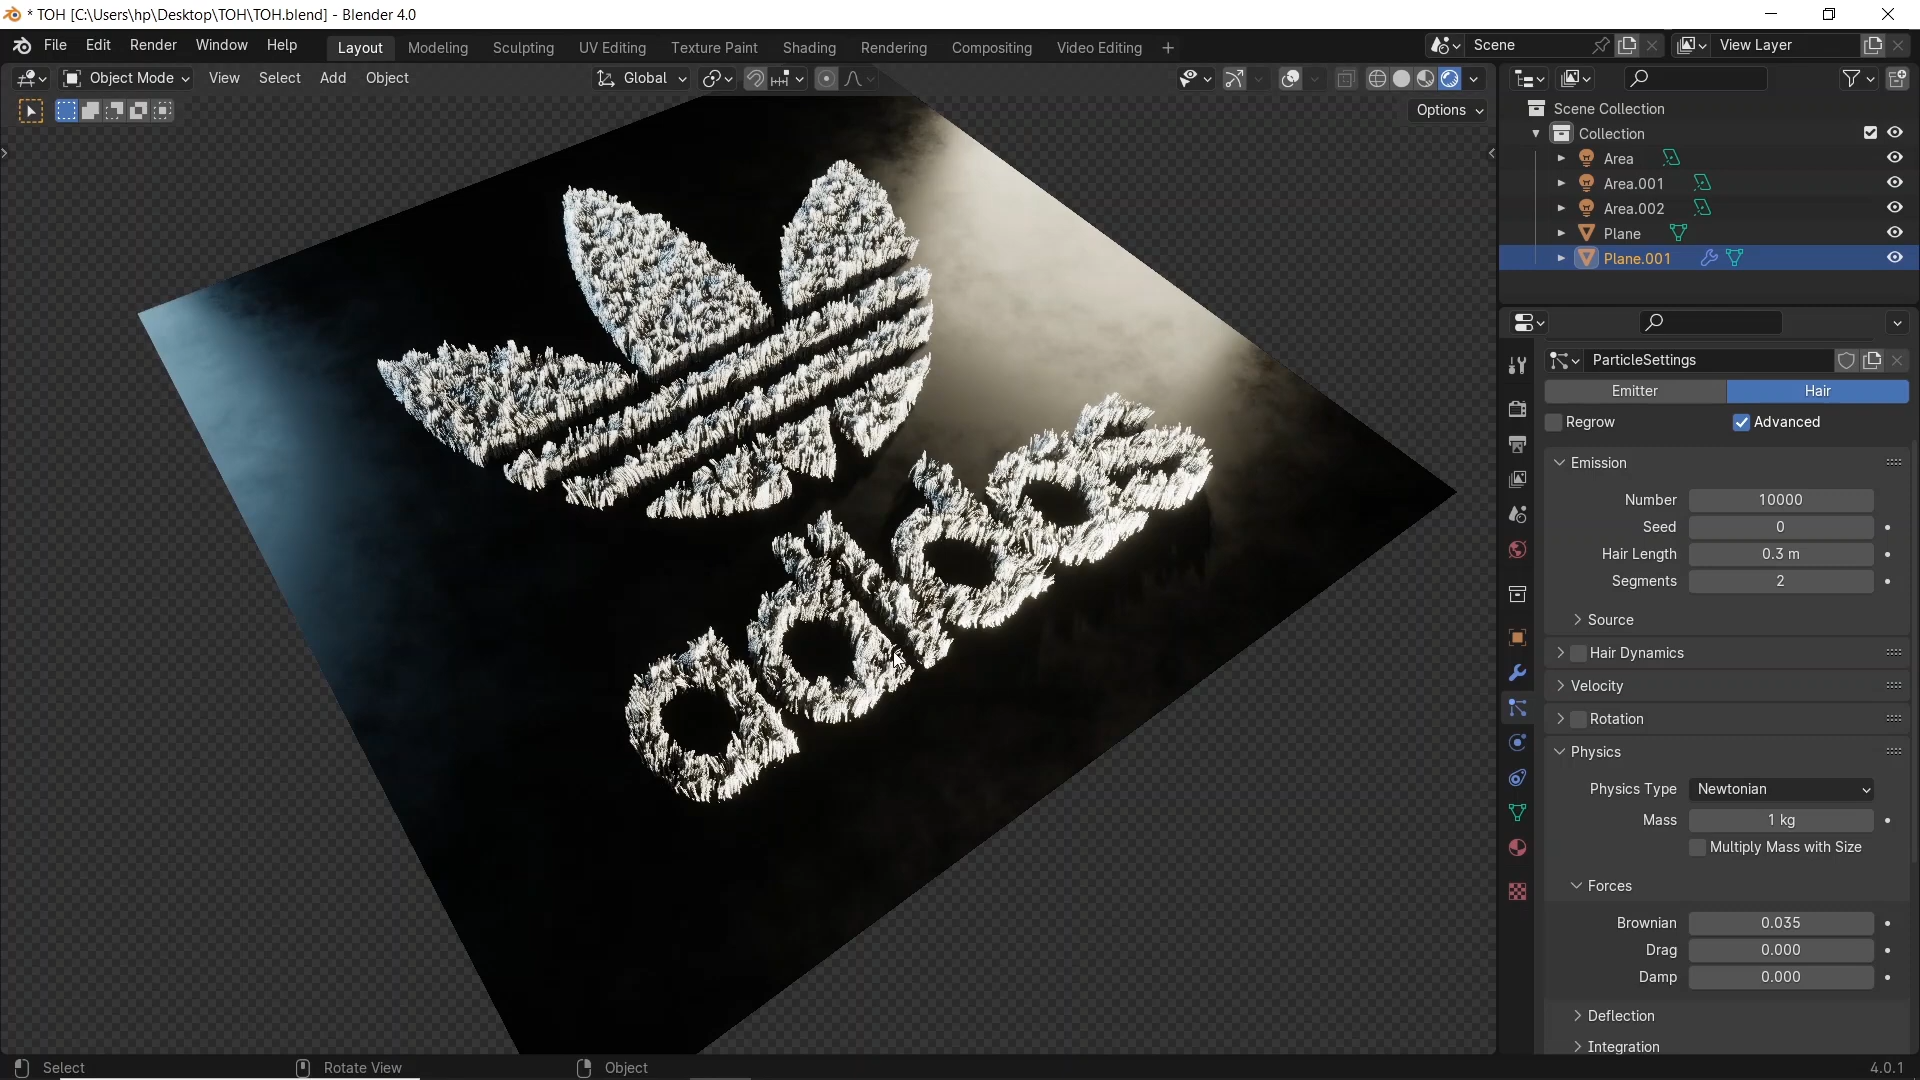 * TOH [C:\Users\hp\Desktop\TOH\TOH.blend] - Blender 4.0
File Edit Render Window Help
Layout Modeling Sculpting UV Editing Texture Paint Shading Rendering Compositing Video Editing +
Scene
View Layer
Object Mode View Select Add Object
Global
Options
Scene Collection
Collection
Area
Area.001
Area.002
Plane
Plane.001
ParticleSettings
Emitter Hair
Regrow Advanced
Emission
Number 10000
Seed 0
Hair Length 0.3 m
Segments 2
Source
Hair Dynamics
Velocity
Rotation
Physics
Physics Type Newtonian
Mass 1 kg
Multiply Mass with Size
Forces
Brownian 0.035
Drag 0.000
Damp 0.000
Deflection
Integration
adidas
Select Rotate View Object
4.0.1